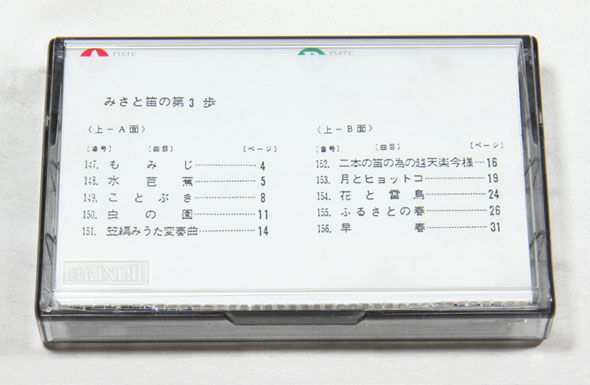 A DATE
B DATE
みさと笛の第3歩
〈上－A面〉
[番号] [曲目] [ページ]
147. もみじ…………………4
148. 水芭蕉…………………5
149. ことぶき………………8
150. 虫の園…………………11
151. 笠縞みうた変奏曲……14
〈上－B面〉
[番号] [曲目] [ページ]
152. 二本の笛の為の越天楽今様…16
153. 月とヒョットコ…………19
154. 花と雷鳥…………………24
155. ふるさとの春……………26
156. 早春………………………31
maxell